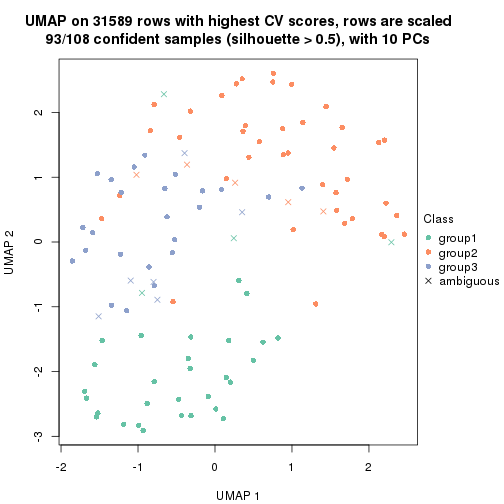 UMAP on 31589 rows with highest CV scores, rows are scaled
93/108 confident samples (silhouette > 0.5), with 10 PCs
2
1
0
-1
-2
-3
UMAP 2
-2
-1
0
1
2
UMAP 1
Class
group1
group2
group3
ambiguous